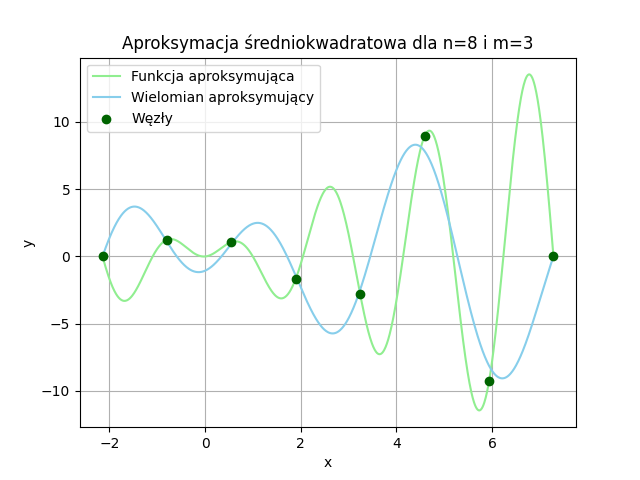 Aproksymacja średniokwadratowa dla n=8 i m=3
Funkcja aproksymująca
Wielomian aproksymujący
Węzły
y
10
5
0
−5
−10
−2 0 2 4 6
x